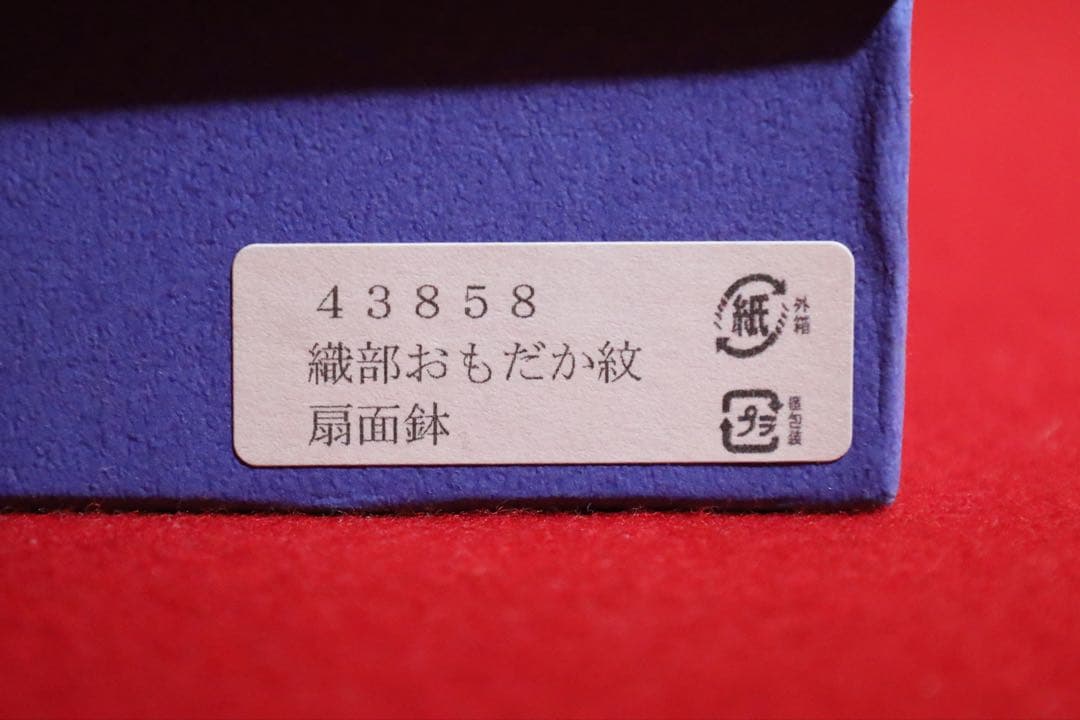 ４３８５８
織部おもだか紋
扇面鉢
紙
外箱
プラ
個包装